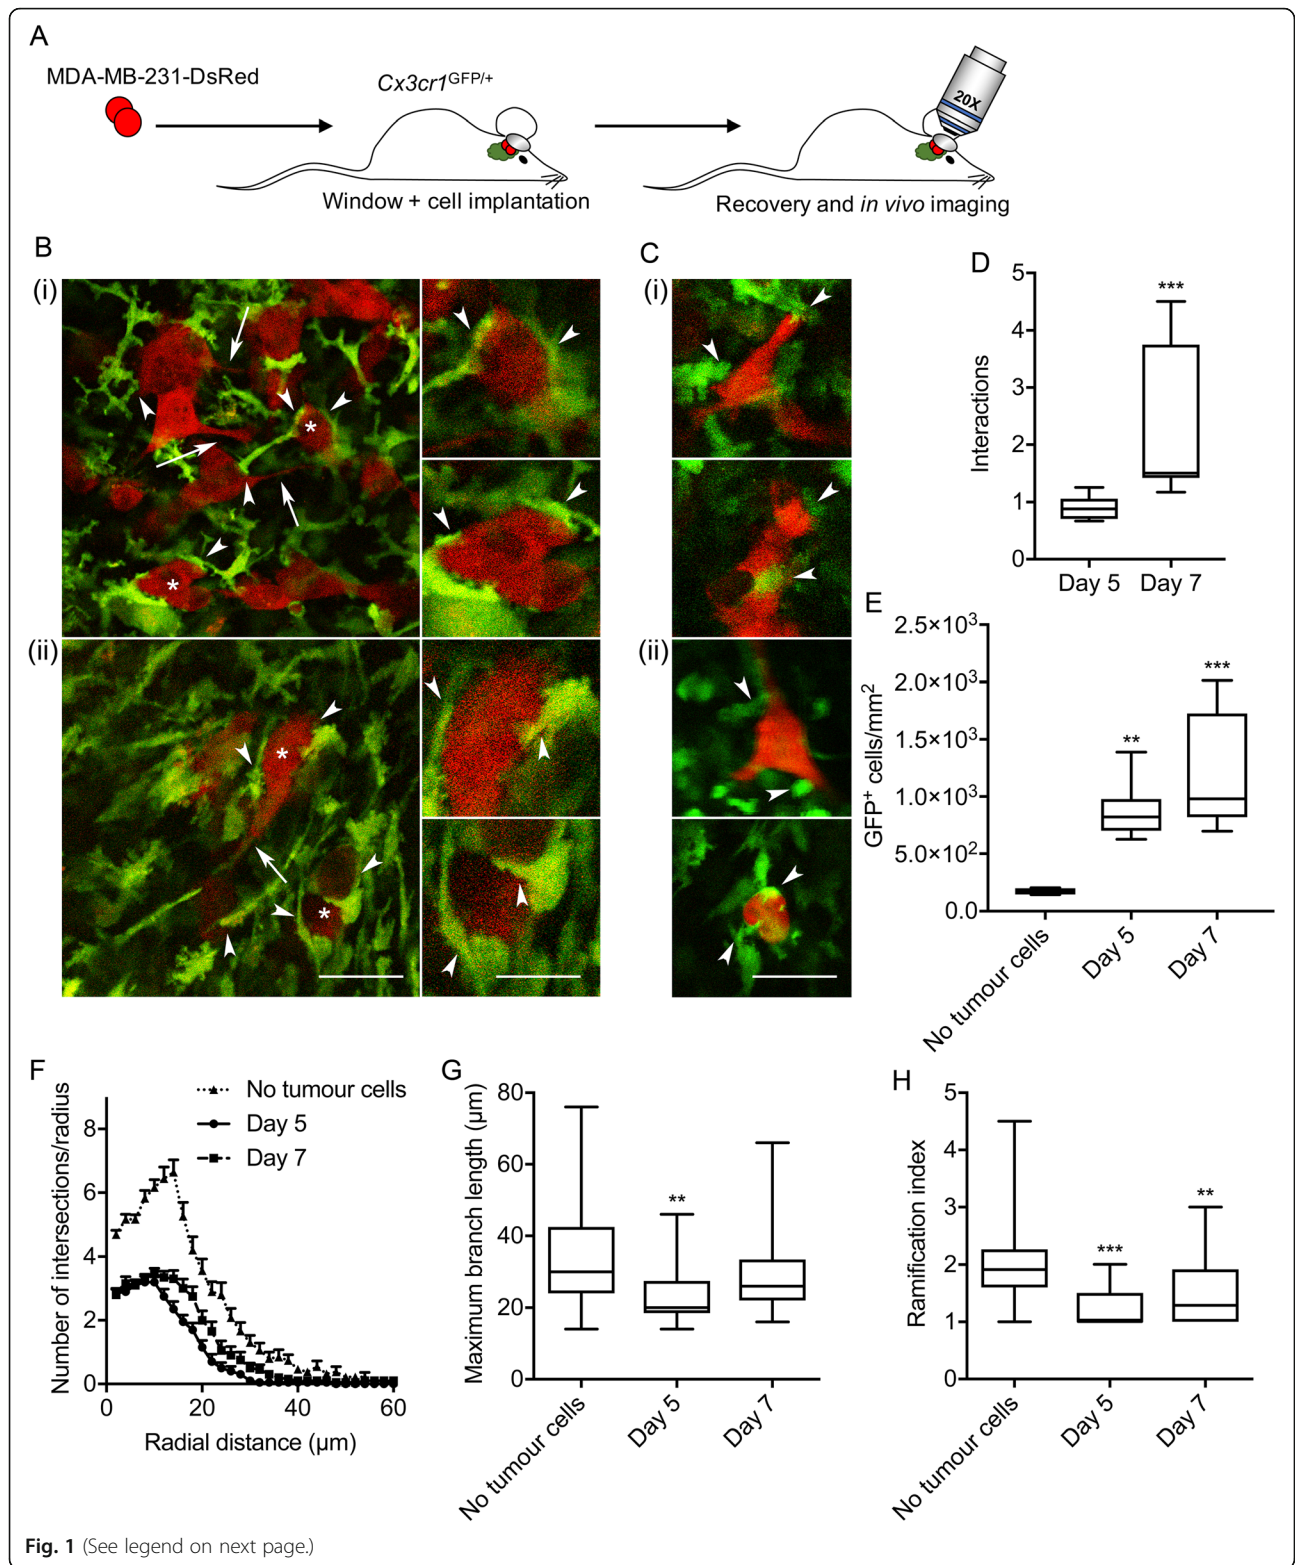 A
MDA-MB-231-DsRed
Cx3cr1GFP/+
20X
Window + cell implantation
Recovery and in vivo imaging
B
(i)
*
*
(ii)
*
*
C
(i)
(ii)
D
Interactions
5
4
3
2
1
0
***
Day 5 Day 7
E
GFP+ cells/mm2
2.5×103
2.0×103
1.5×103
1.0×103
5.0×102
0.0
**
***
No tumour cells
Day 5
Day 7
F
Number of intersections/radius
8
6
4
2
0
No tumour cells
Day 5
Day 7
0 20 40 60
Radial distance (µm)
G
Maximum branch length (µm)
80
60
40
20
0
**
No tumour cells
Day 5
Day 7
H
Ramification index
5
4
3
2
1
0
***
**
No tumour cells
Day 5
Day 7
Fig. 1 (See legend on next page.)